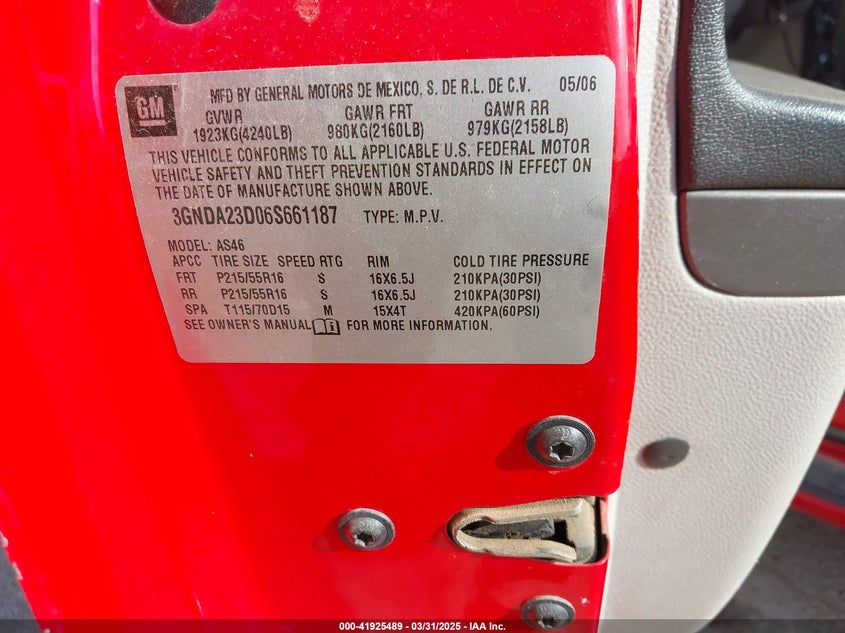 GM
MFD BY GENERAL MOTORS DE MEXICO, S. DE R.L. DE C.V. 05/06
GVWR GAWR FRT GAWR RR
1923KG(4240LB) 980KG(2160LB) 979KG(2158LB)
THIS VEHICLE CONFORMS TO ALL APPLICABLE U.S. FEDERAL MOTOR
VEHICLE SAFETY AND THEFT PREVENTION STANDARDS IN EFFECT ON
THE DATE OF MANUFACTURE SHOWN ABOVE.
3GNDA23D06S661187 TYPE: M.P.V.
MODEL: AS46
APCC TIRE SIZE SPEED RTG RIM COLD TIRE PRESSURE
FRT P215/55R16 S 16X6.5J 210KPA(30PSI)
RR P215/55R16 S 16X6.5J 210KPA(30PSI)
SPA T115/70D15 M 15X4T 420KPA(60PSI)
SEE OWNER'S MANUAL FOR MORE INFORMATION.
000-41925489 - 03/31/2025 - IAA Inc.